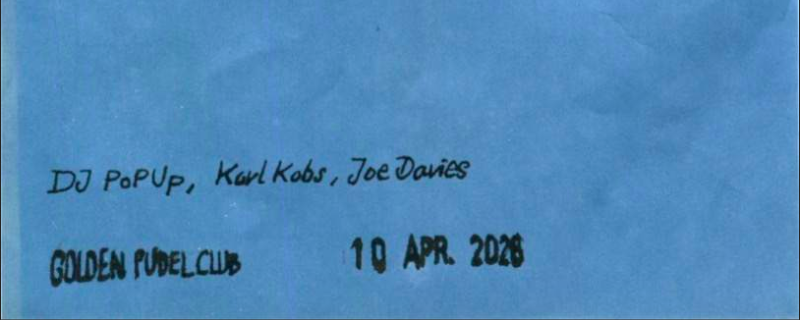 DJ PoPUp, Karl Kobs, Joe Davies
GOLDEN PUDEL CLUB 10 APR. 2026